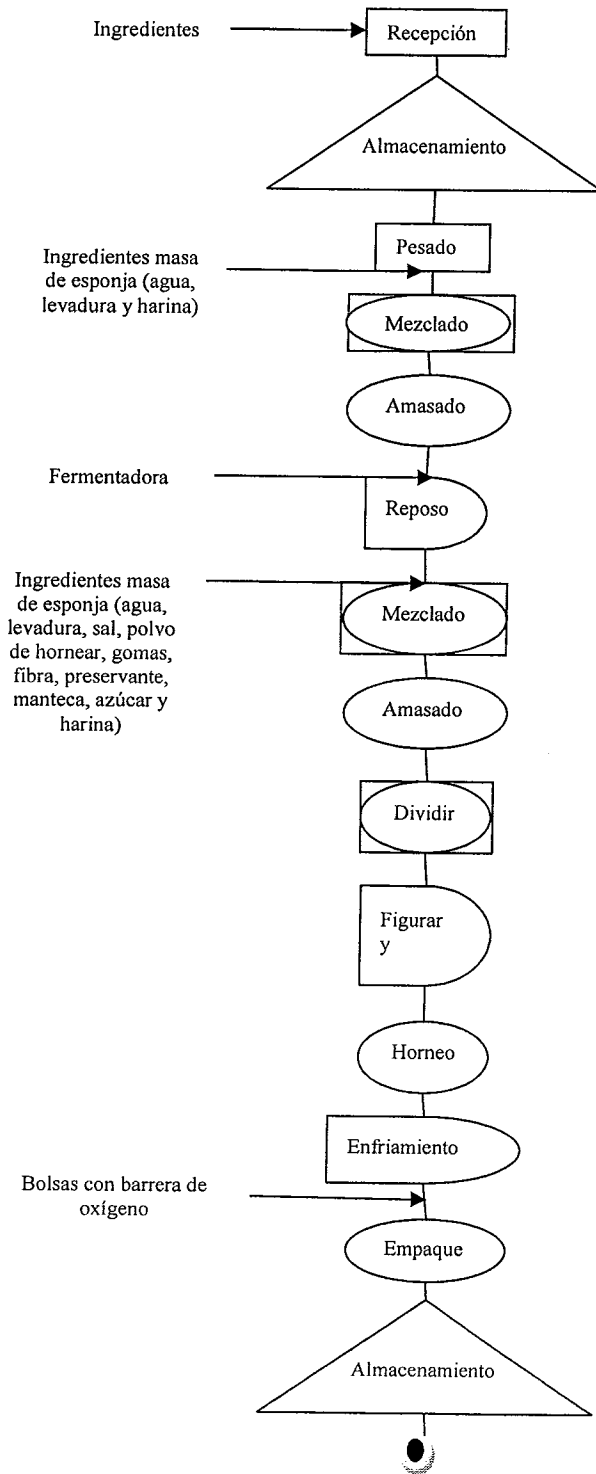 Ingredientes
Recepción
Almacenamiento
Pesado
Ingredientes masa
de esponja (agua,
levadura y harina)
Mezclado
Amasado
Fermentadora
Reposo
Ingredientes masa
de esponja (agua,
levadura, sal, polvo
de hornear, gomas,
fibra, preservante,
manteca, azúcar y
harina)
Mezclado
Amasado
Dividir
Figurar
y
Horneo
Enfriamiento
Bolsas con barrera de
oxígeno
Empaque
Almacenamiento